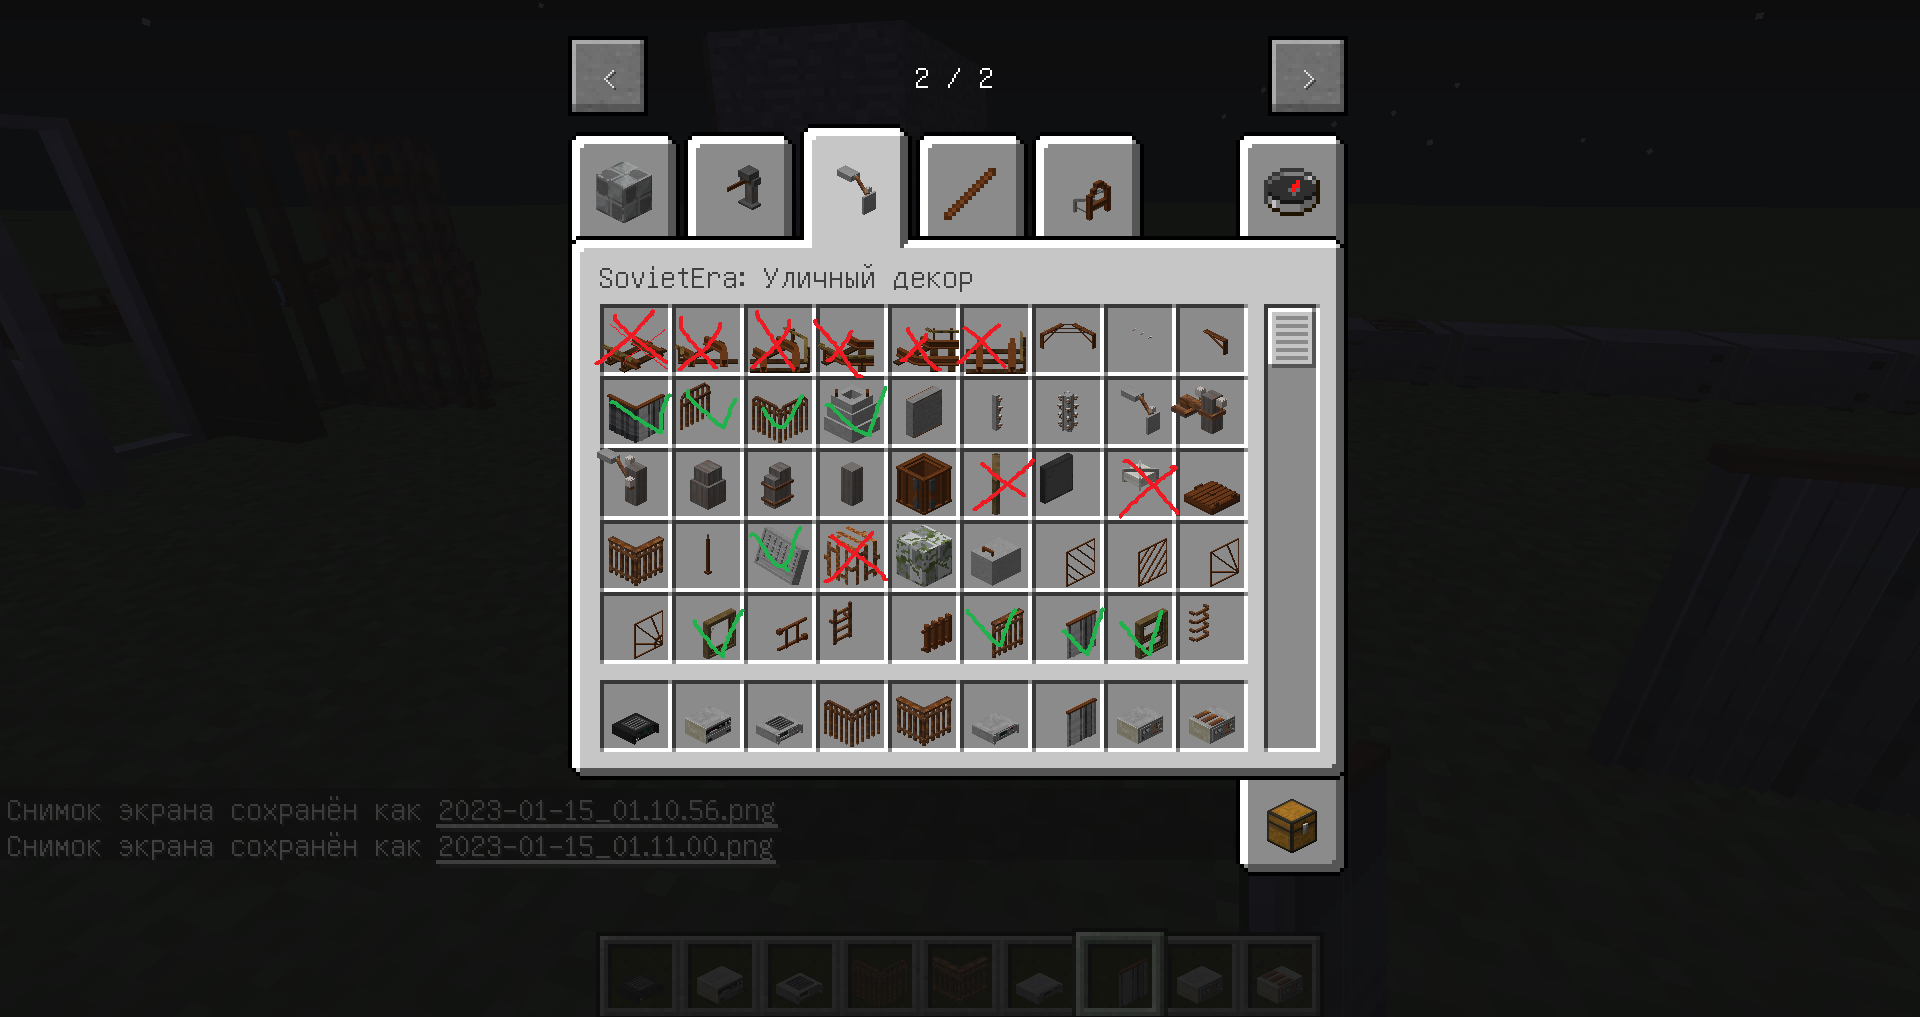 <
2 / 2
>
SovietEra: Уличный декор
Снимок экрана сохранён как 2023-01-15_01.10.56.png
Снимок экрана сохранён как 2023-01-15_01.11.00.png